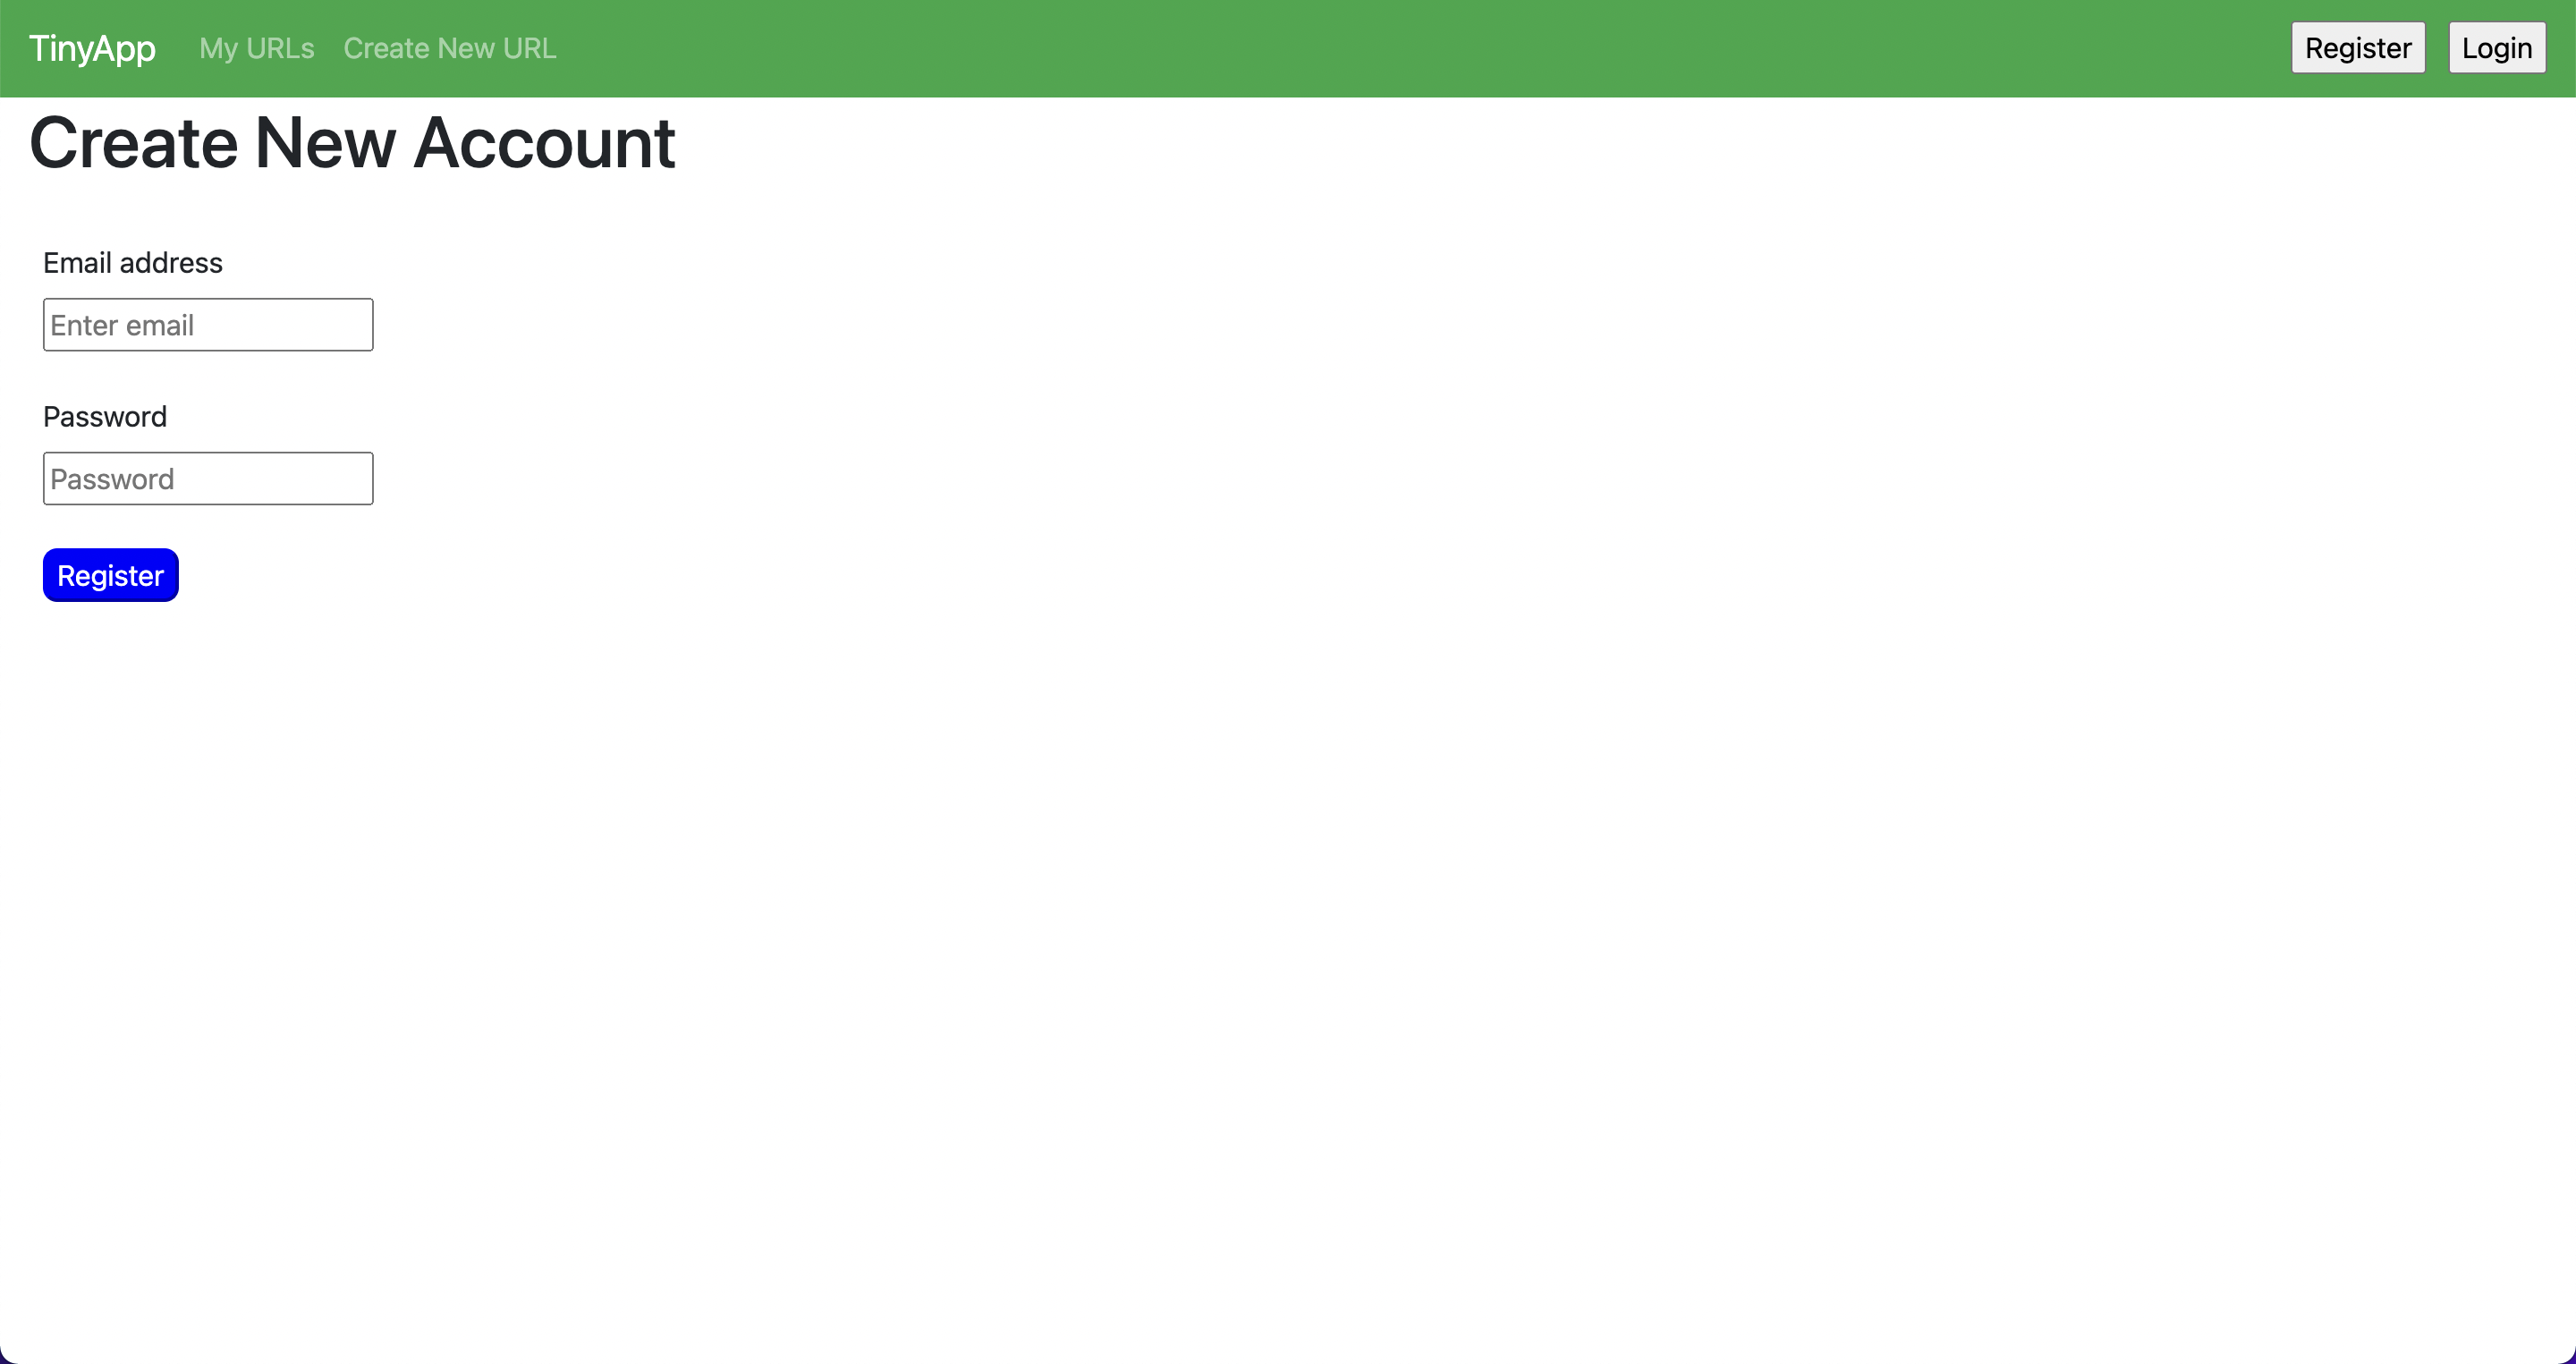 TinyApp My URLs Create New URL Register Login
Create New Account
Email address
Enter email
Password
Password
Register